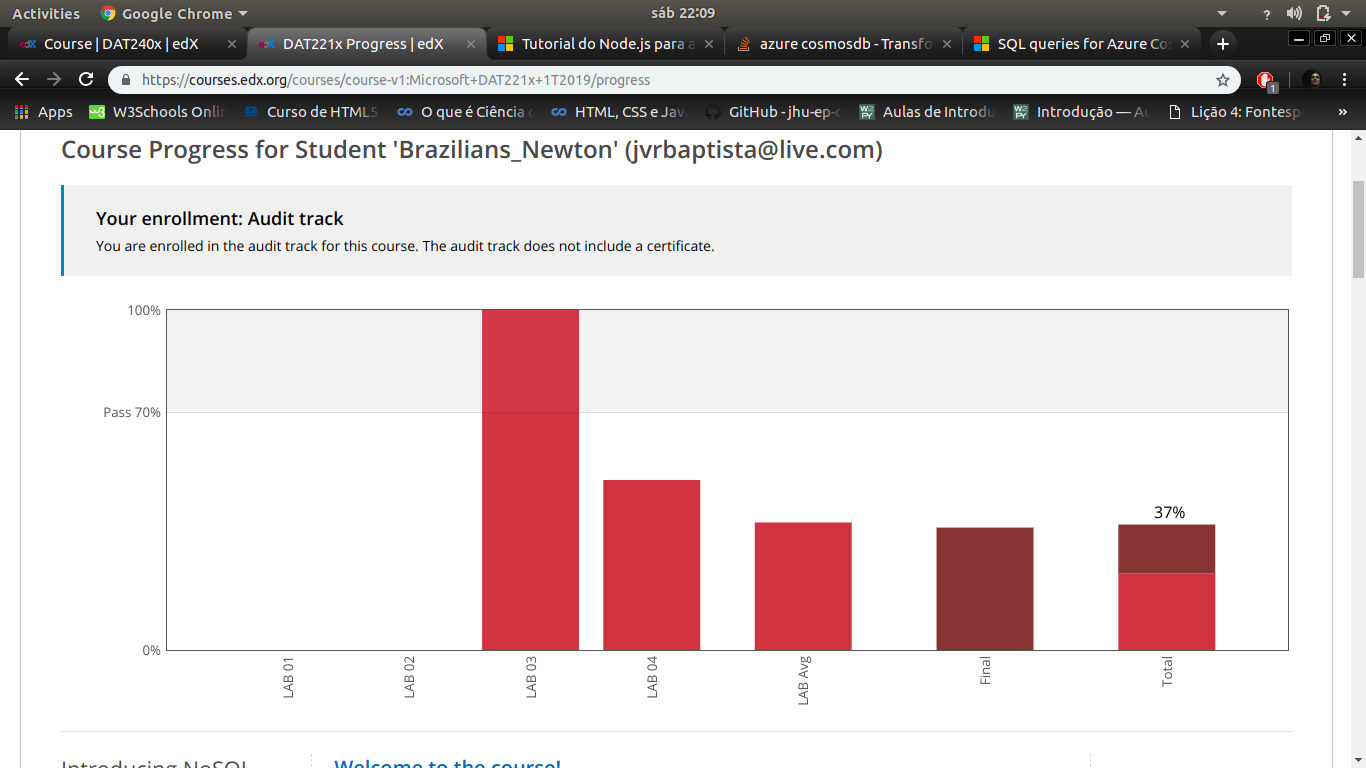 Activities Google Chrome sáb 22:09
Course | DAT240x | edX DAT221x Progress | edX Tutorial do Node.js para a azure cosmosdb - Transfo SQL queries for Azure Co
https://courses.edx.org/courses/course-v1:Microsoft+DAT221x+1T2019/progress 1
Apps W3Schools Onlin Curso de HTML5 O que é Ciência HTML, CSS e Jav GitHub - jhu-ep- Aulas de Introdu Introdução — Au Lição 4: Fontesp »
Course Progress for Student 'Brazilians_Newton' (jvrbaptista@live.com)
Your enrollment: Audit track
You are enrolled in the audit track for this course. The audit track does not include a certificate.
100%
Pass 70%
37%
0%
LAB 01 LAB 02 LAB 03 LAB 04 LAB Avg Final Total
Introducing NoSQL Welcome to the course!